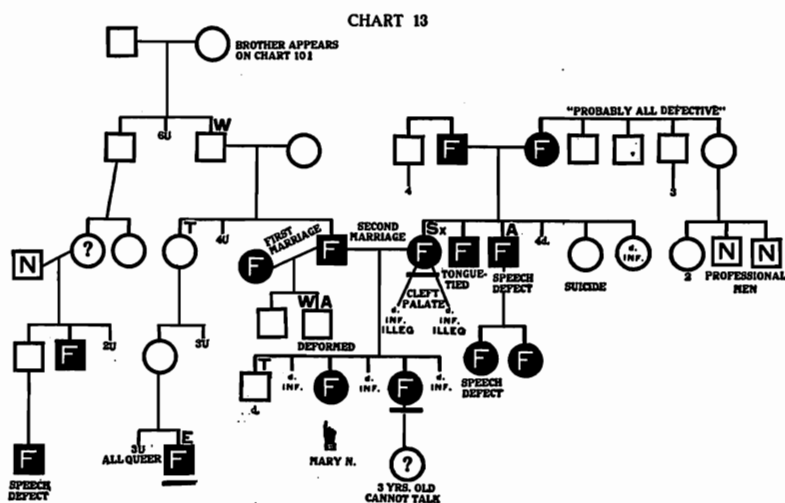 CHART 13
BROTHER APPEARS
ON CHART 101
"PROBABLY ALL DEFECTIVE"
6U
W
F
F
4
3
T
4U
FIRST MARRIAGE
SECOND
MARRIAGE
Sx
A
4d.
N
?
F
F
F
F
F
d.
INF.
2
N
N
TONGUE-
TIED
SPEECH
DEFECT
SUICIDE
PROFESSIONAL
MEN
CLEFT
PALATE
W A
d.
INF.
ILLEG
d.
INF.
ILLEG
DEFORMED
F
2U
3U
T
d.
INF.
F
d.
INF.
F
d.
INF.
F
F
d.
SPEECH
DEFECT
3U
ALL QUEER
E
F
F
MARY N.
?
SPEECH
DEFECT
3 YRS. OLD
CANNOT TALK